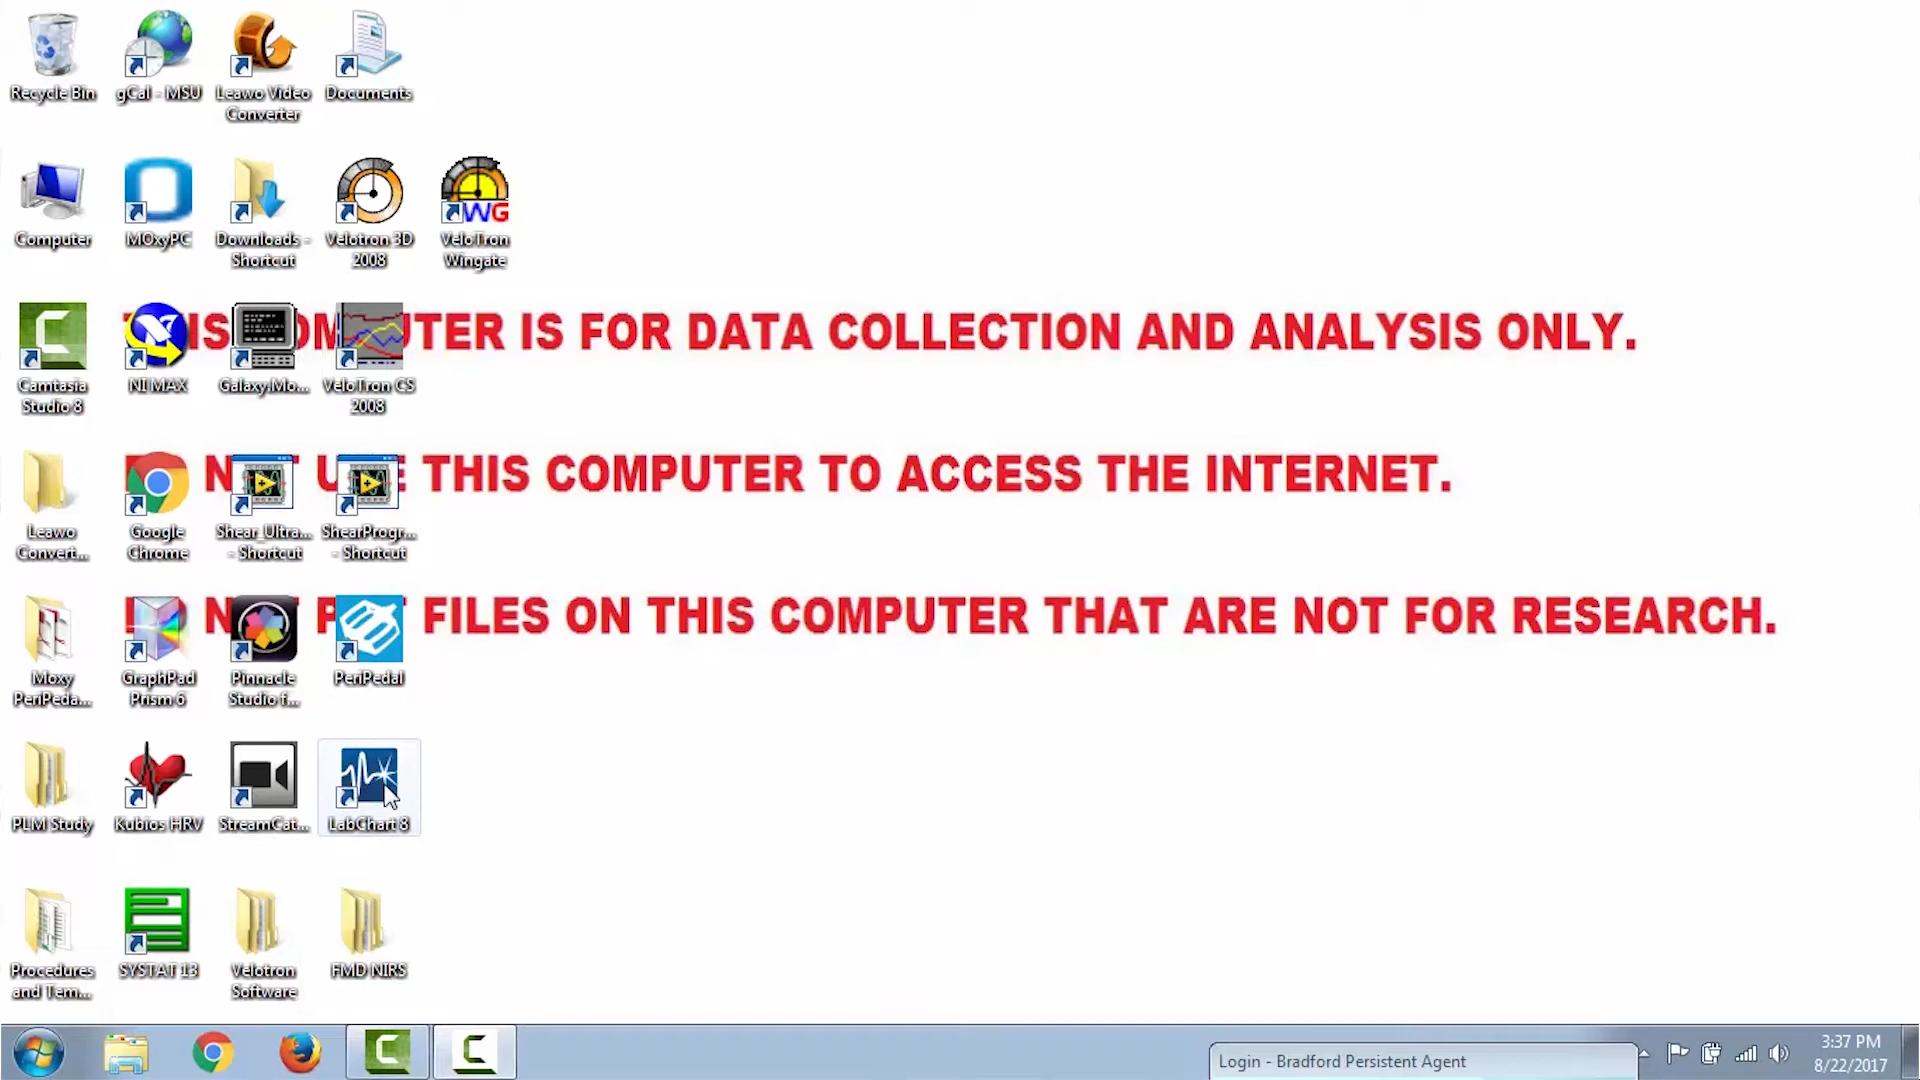 Recycle Bin
gCal - MSU
Leawo Video
Converter
Documents
Computer
MOxyPC
Downloads -
Shortcut
Velotron 3D
2008
VeloTron
Wingate
WG
IS FOR DATA COLLECTION AND ANALYSIS ONLY.
Camtasia
Studio 8
NI MAX
Galaxy.Mo...
VeloTron CS
2008
THIS COMPUTER TO ACCESS THE INTERNET.
Leawo
Convert...
Google
Chrome
Shear_Ultra...
- Shortcut
ShearProgr...
- Shortcut
FILES ON THIS COMPUTER THAT ARE NOT FOR RESEARCH.
Moxy
PeriPeda...
GraphPad
Prism 6
Pinnacle
Studio f...
PeriPedal
PLM Study
Kubios HRV
StreamCat...
LabChart 8
Procedures
and Tem...
SYSTAT 13
Velotron
Software
FMD NIRS
Login - Bradford Persistent Agent
3:37 PM
8/22/2017